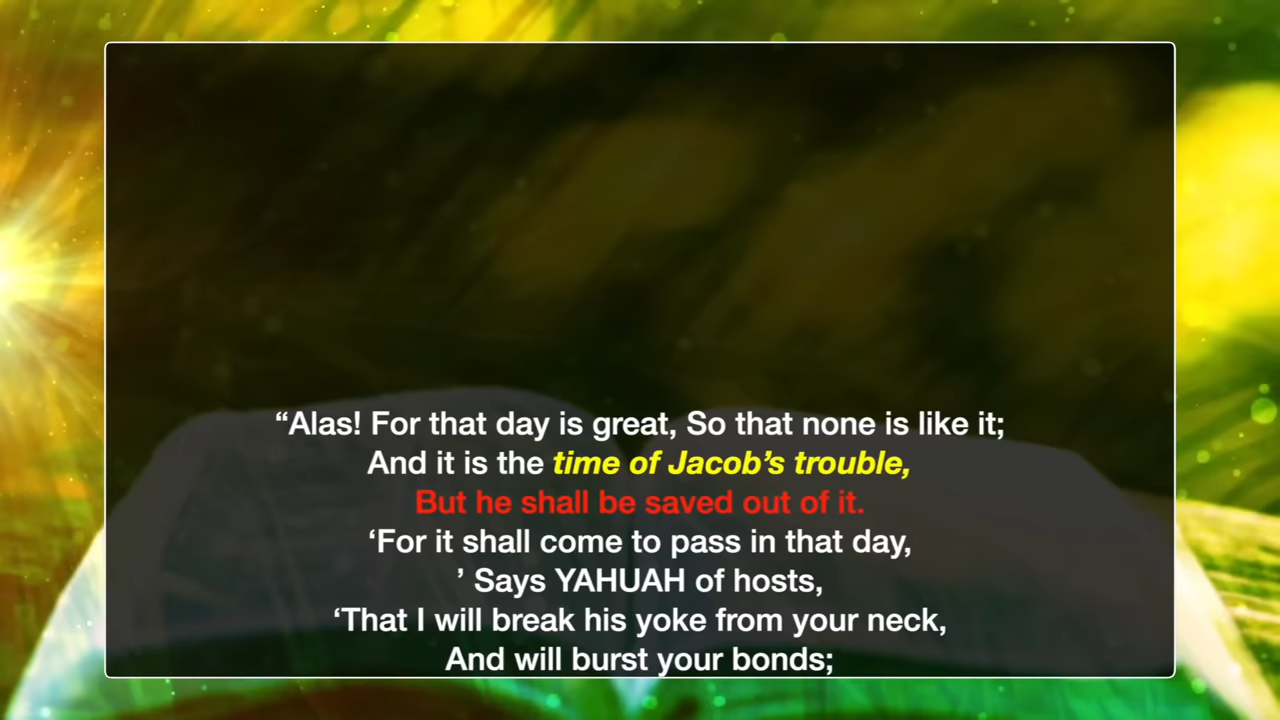 “Alas! For that day is great, So that none is like it;
And it is the time of Jacob’s trouble,
But he shall be saved out of it.
‘For it shall come to pass in that day,
’ Says YAHUAH of hosts,
‘That I will break his yoke from your neck,
And will burst your bonds;